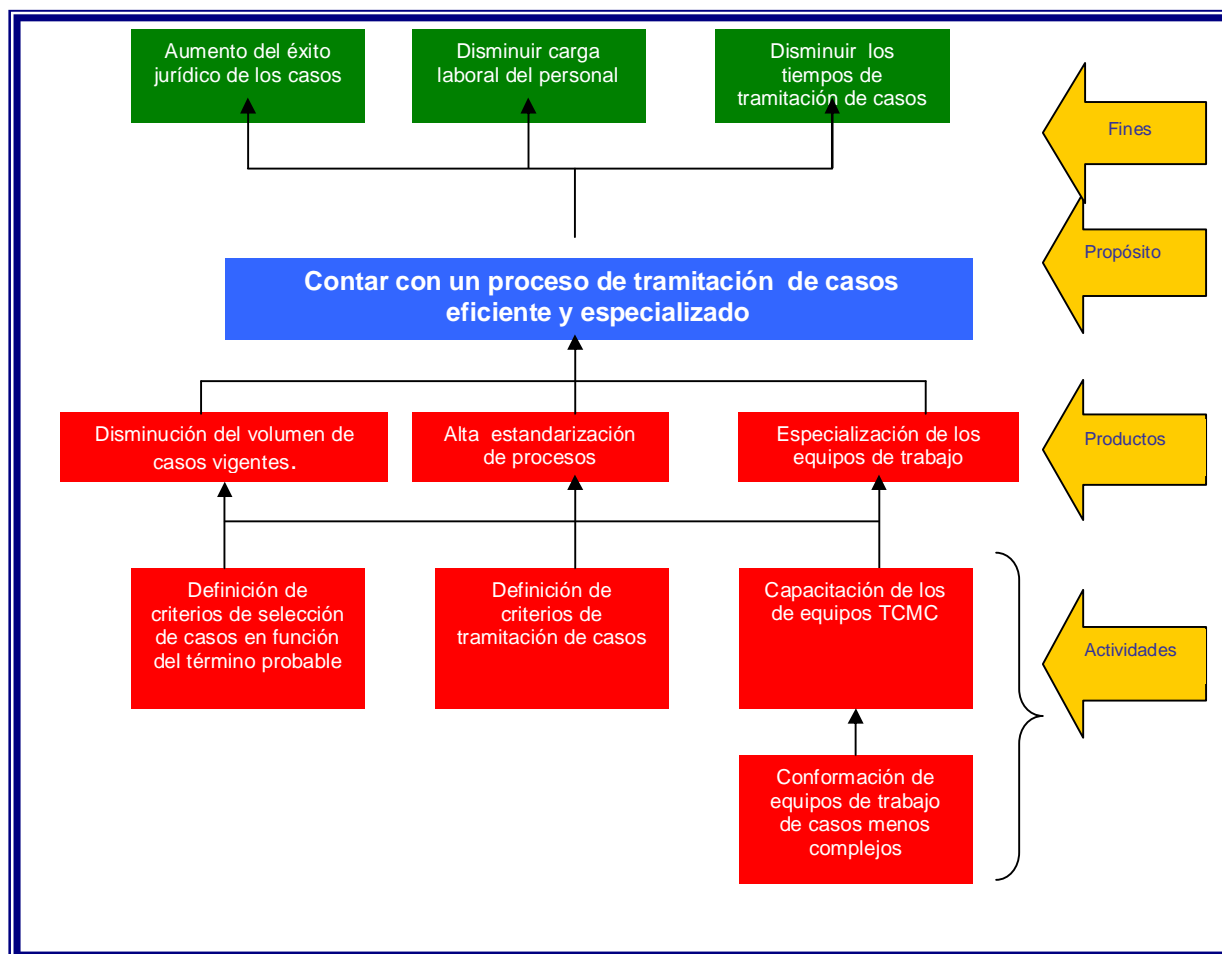 Aumento del éxito
jurídico de los casos
Disminuir carga
laboral del personal
Disminuir los
tiempos de
tramitación de casos
Fines
Propósito
Contar con un proceso de tramitación de casos
eficiente y especializado
Disminución del volumen de
casos vigentes.
Alta estandarización
de procesos
Especialización de los
equipos de trabajo
Productos
Definición de
criterios de selección
de casos en función
del término probable
Definición de
criterios de
tramitación de casos
Capacitación de los
de equipos TCMC
Actividades
Conformación de
equipos de trabajo
de casos menos
complejos